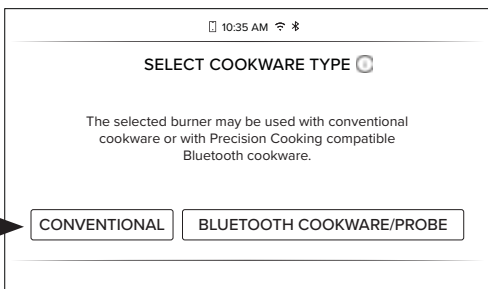 10:35 AM
SELECT COOKWARE TYPE
The selected burner may be used with conventional
cookware or with Precision Cooking compatible
Bluetooth cookware.
CONVENTIONAL BLUETOOTH COOKWARE/PROBE